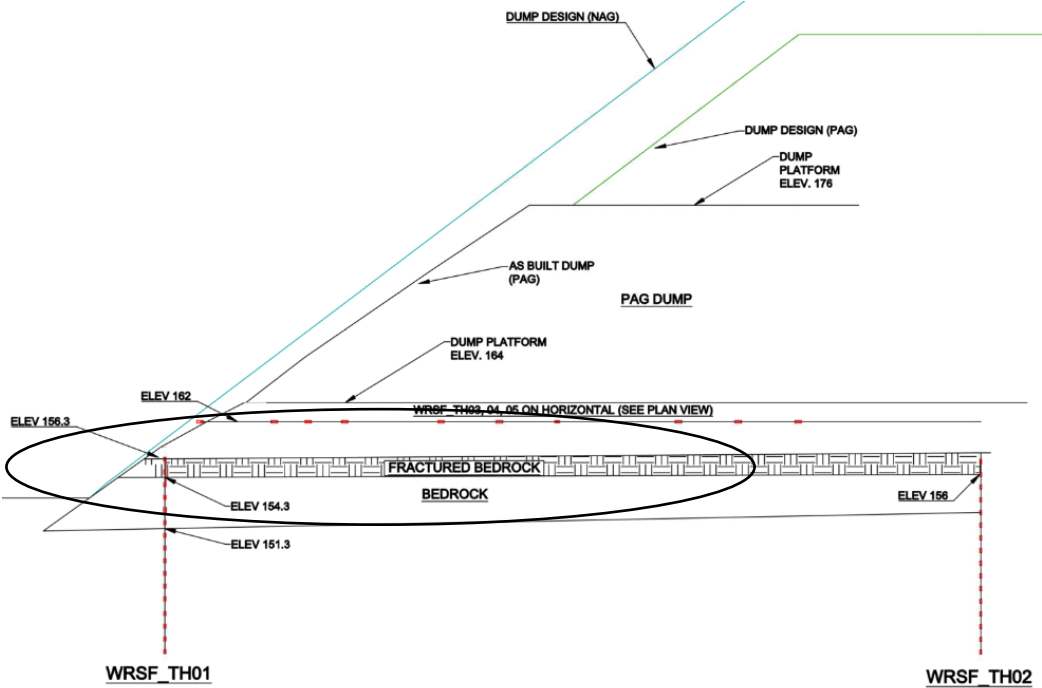 DUMP DESIGN (NAG)
DUMP DESIGN (PAG)
DUMP
PLATFORM
ELEV. 176
AS BUILT DUMP
(PAG)
PAG DUMP
DUMP PLATFORM
ELEV. 164
ELEV 162
WRSF_TH03, 04, 05 ON HORIZONTAL (SEE PLAN VIEW)
ELEV 156.3
FRACTURED BEDROCK
BEDROCK
ELEV 156
ELEV 154.3
ELEV 151.3
WRSF_TH01
WRSF_TH02